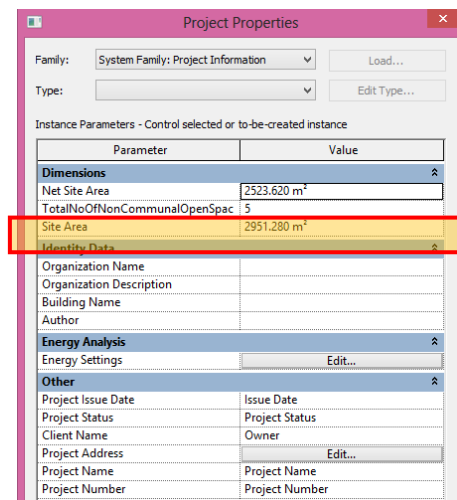 Project Properties
Family: System Family: Project Information Load...
Type: Edit Type...
Instance Parameters - Control selected or to-be-created instance
Parameter Value
Dimensions
Net Site Area 2523.620 m²
TotalNoOfNonCommunalOpenSpac 5
Site Area 2951.280 m²
Identity Data
Organization Name
Organization Description
Building Name
Author
Energy Analysis
Energy Settings Edit...
Other
Project Issue Date Issue Date
Project Status Project Status
Client Name Owner
Project Address Edit...
Project Name Project Name
Project Number Project Number